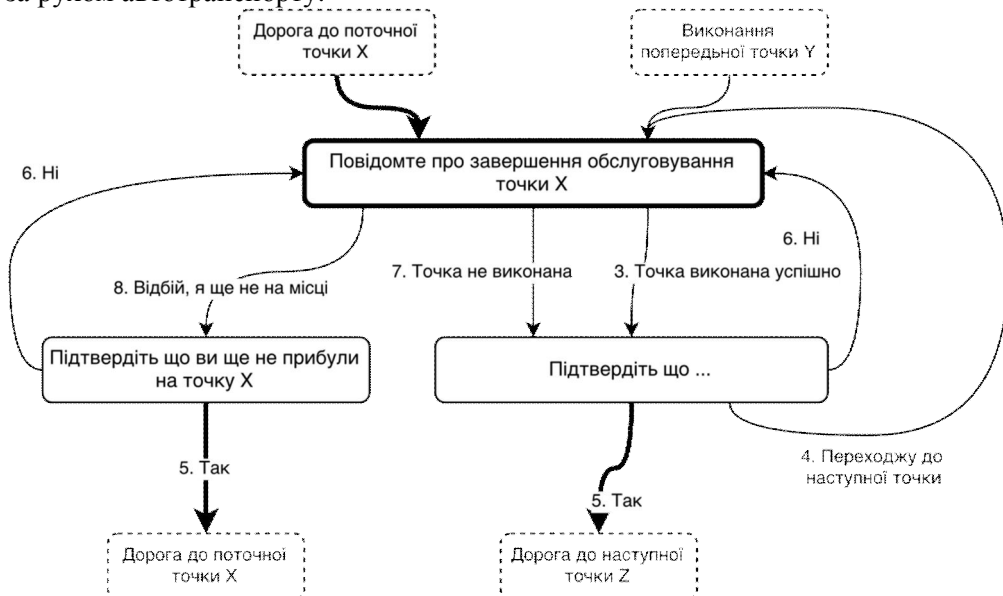 за рухом автотранспорту.
Дорога до поточної
точки X
Виконання
попередньої точки Y
Повідомте про завершення обслуговування
точки X
6. Ні
6. Ні
7. Точка не виконана
3. Точка виконана успішно
8. Відбій, я ще не на місці
Підтвердіть що ви ще не прибули
на точку X
Підтвердіть що ...
4. Переходжу до
наступної точки
5. Так
5. Так
Дорога до поточної
точки X
Дорога до наступної
точки Z